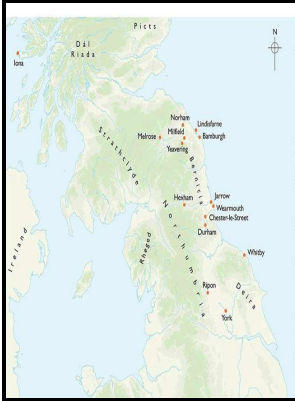 Picts
N
Dál
Riada
Iona
Norham
Lindisfarne
Melrose
Milfield
Bamburgh
Yeavering
Strathclyde
Bernicia
Hexham
Jarrow
Wearmouth
Chester-le-Street
Durham
Northumbria
Rheged
Ireland
Whitby
Ripon
Deira
York